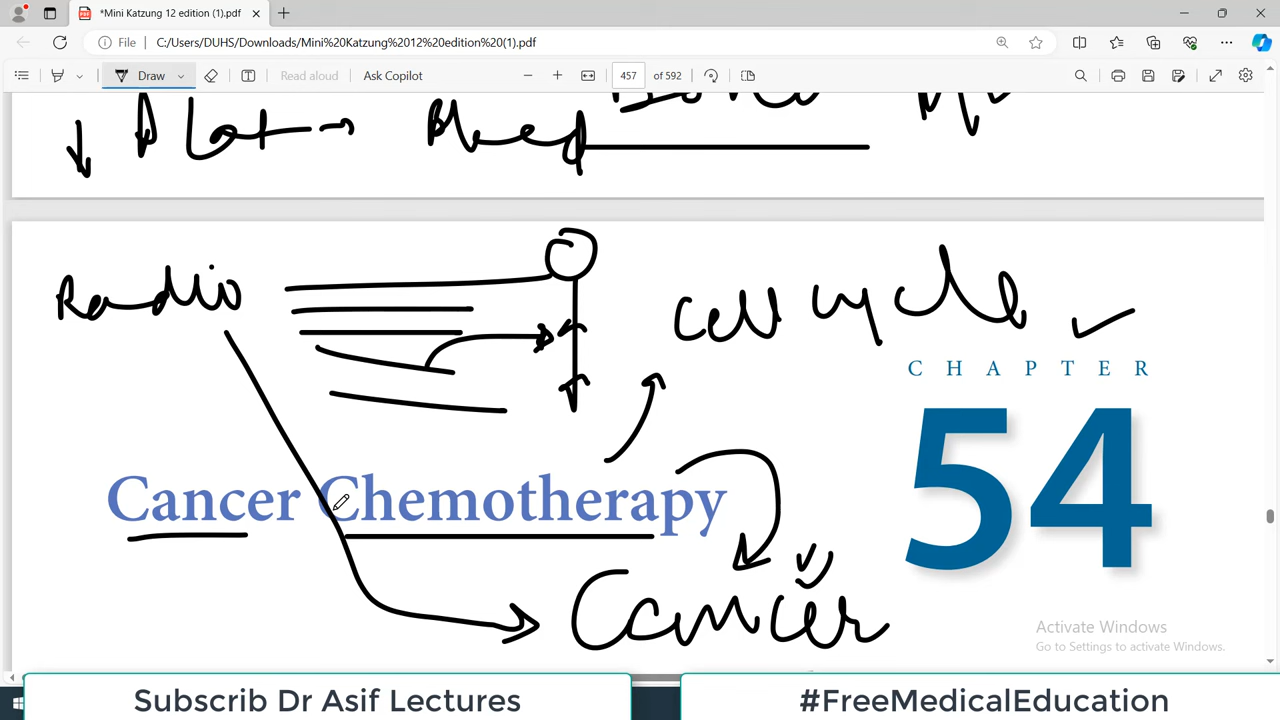 *Mini Katzung 12 edition (1).pdf
File C:/Users/DUHS/Downloads/Mini%20Katzung%2012%20edition%20(1).pdf
Draw Read aloud Ask Copilot 457 of 592
↓ Plat → Bleed
Radio Cell cycle
CHAPTER
54
Cancer Chemotherapy
Cancer
Activate Windows
Go to Settings to activate Windows.
Subscrib Dr Asif Lectures #FreeMedicalEducation